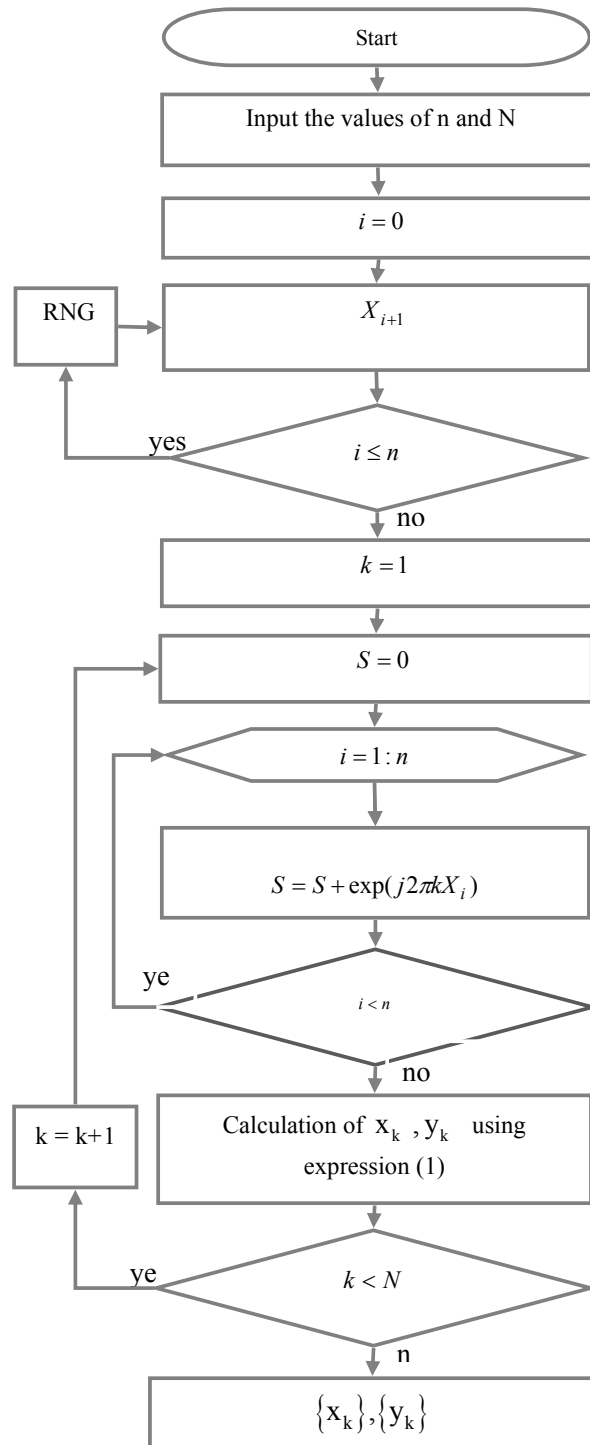 Start
Input the values of n and N
i = 0
RNG
X_{i+1}
yes
i ≤ n
no
k = 1
S = 0
i = 1 : n
S = S + exp(j2πkX_i)
ye
i < n
no
Calculation of x_k , y_k using
expression (1)
k = k+1
ye
k < N
n
{x_k},{y_k}